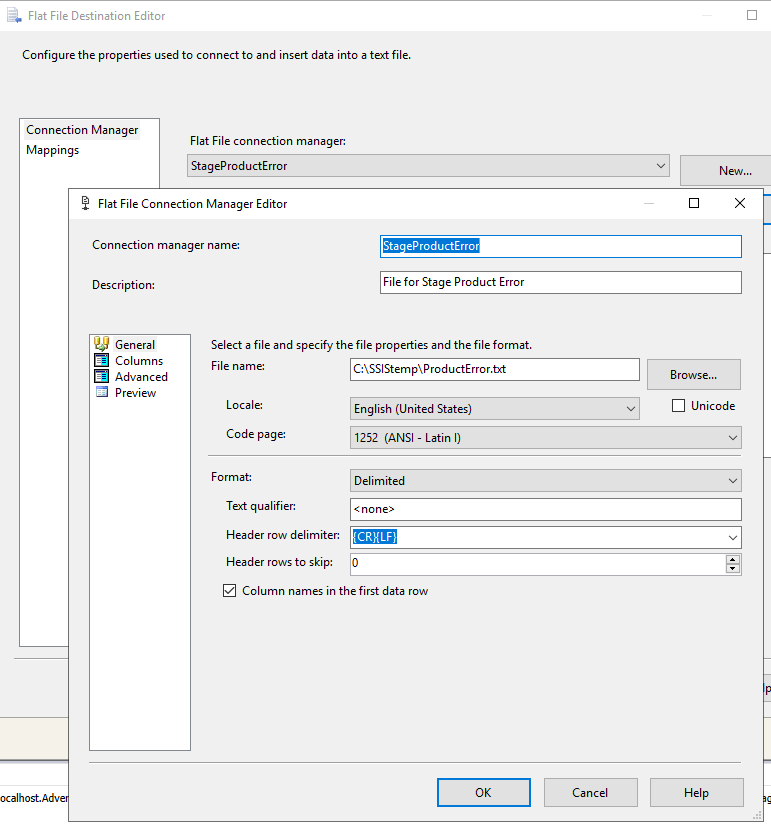 Flat File Destination Editor
Configure the properties used to connect to and insert data into a text file.
Connection Manager
Mappings
Flat File connection manager:
StageProductError
New...
Flat File Connection Manager Editor
Connection manager name:
StageProductError
Description:
File for Stage Product Error
General
Columns
Advanced
Preview
Select a file and specify the file properties and the file format.
File name:
C:\SSIStemp\ProductError.txt
Browse...
Locale:
English (United States)
Unicode
Code page:
1252 (ANSI - Latin I)
Format:
Delimited
Text qualifier:
<none>
Header row delimiter:
{CR}{LF}
Header rows to skip:
0
Column names in the first data row
OK
Cancel
Help
ocalhost.Adver